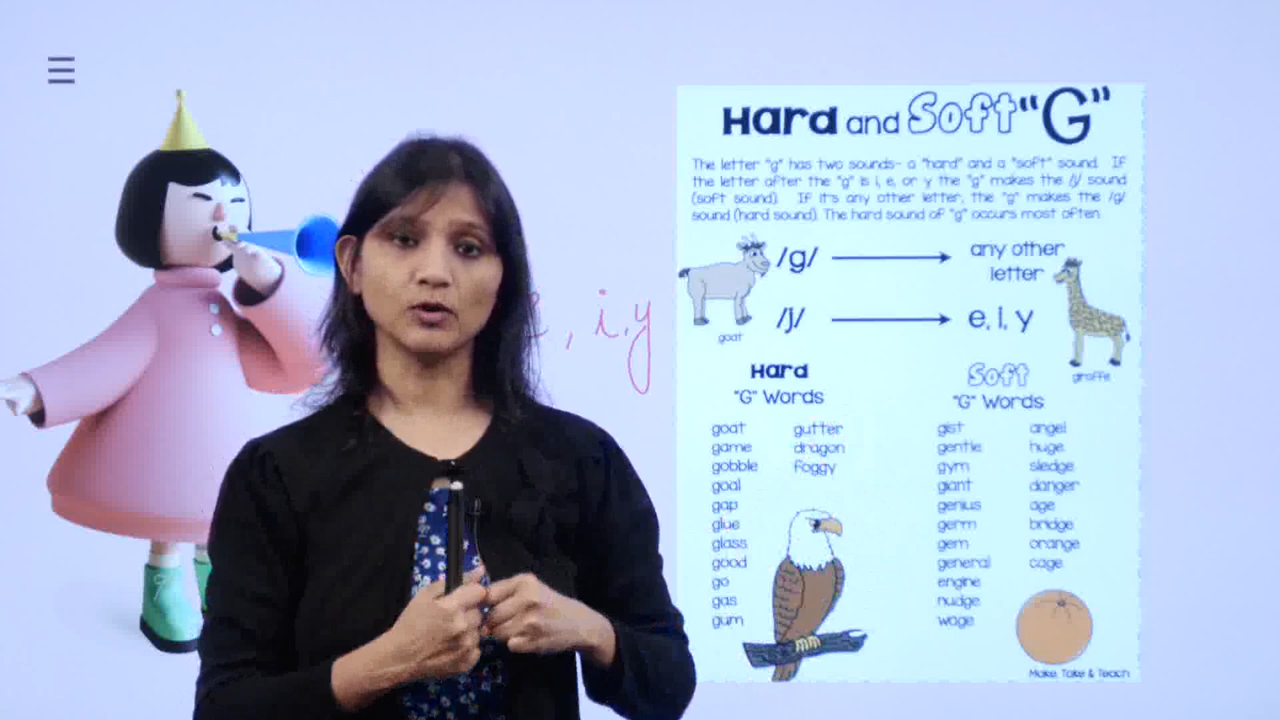 e, i,y
Hard and Soft "G"
The letter "g" has two sounds- a "hard" and a "soft" sound. If
the letter after the "g" is i, e, or y the "g" makes the /j/ sound
(soft sound). If it's any other letter, the "g" makes the /g/
sound (hard sound). The hard sound of "g" occurs most often.
/g/ any other
letter
goat
/j/ e, i, y
giraffe
Hard
"G" Words
goat gutter
game dragon
gobble foggy
goal
gap
glue
glass
good
go
gas
gum
Soft
"G" Words
gist angel
gentle huge
gym sledge
giant danger
genius age
germ bridge
gem orange
general cage
engine
nudge
wage
Make, Take & Teach